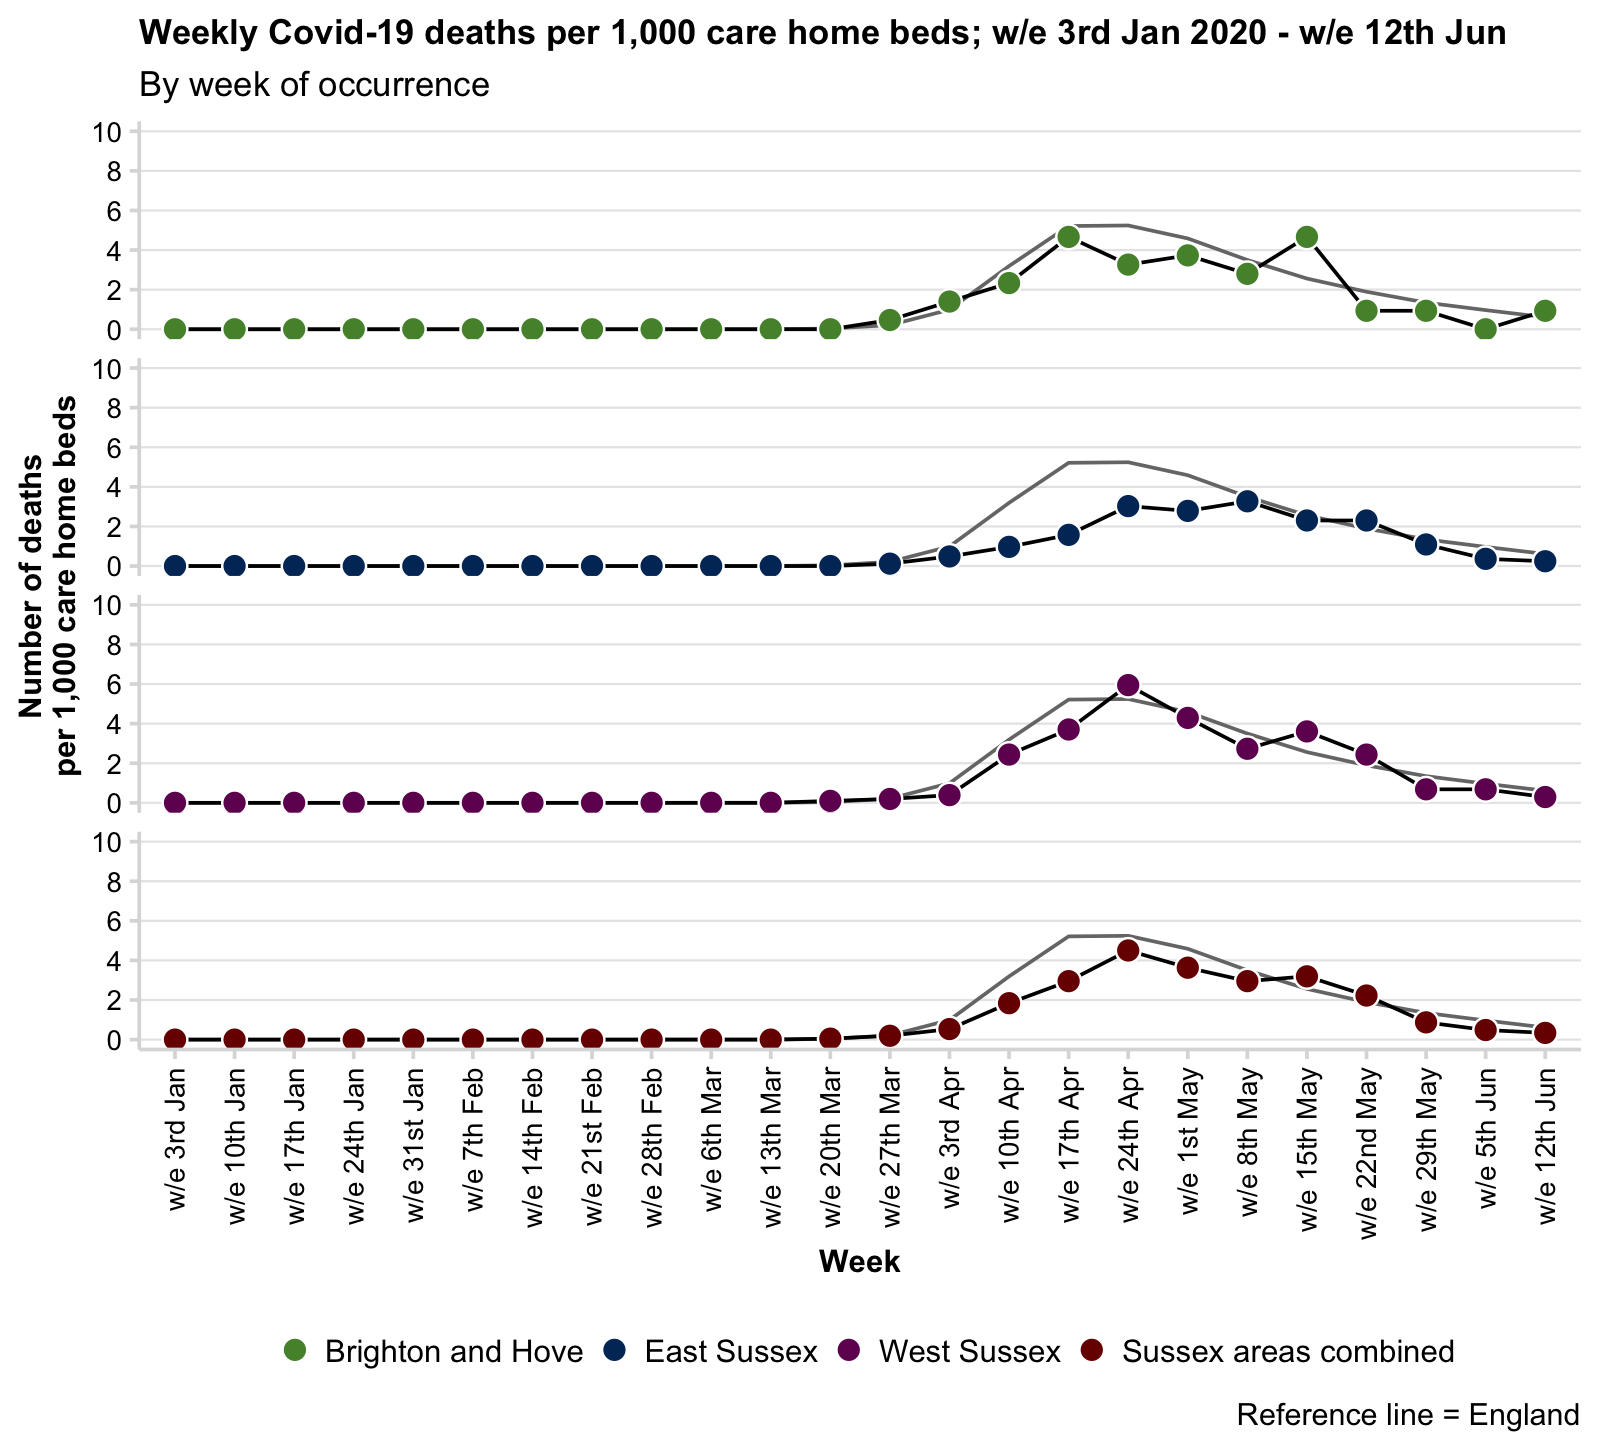 Weekly Covid-19 deaths per 1,000 care home beds; w/e 3rd Jan 2020 - w/e 12th Jun
By week of occurrence
Number of deaths
per 1,000 care home beds
10
8
6
4
2
0
10
8
6
4
2
0
10
8
6
4
2
0
10
8
6
4
2
0
w/e 3rd Jan
w/e 10th Jan
w/e 17th Jan
w/e 24th Jan
w/e 31st Jan
w/e 7th Feb
w/e 14th Feb
w/e 21st Feb
w/e 28th Feb
w/e 6th Mar
w/e 13th Mar
w/e 20th Mar
w/e 27th Mar
w/e 3rd Apr
w/e 10th Apr
w/e 17th Apr
w/e 24th Apr
w/e 1st May
w/e 8th May
w/e 15th May
w/e 22nd May
w/e 29th May
w/e 5th Jun
w/e 12th Jun
Week
Brighton and Hove East Sussex West Sussex Sussex areas combined
Reference line = England